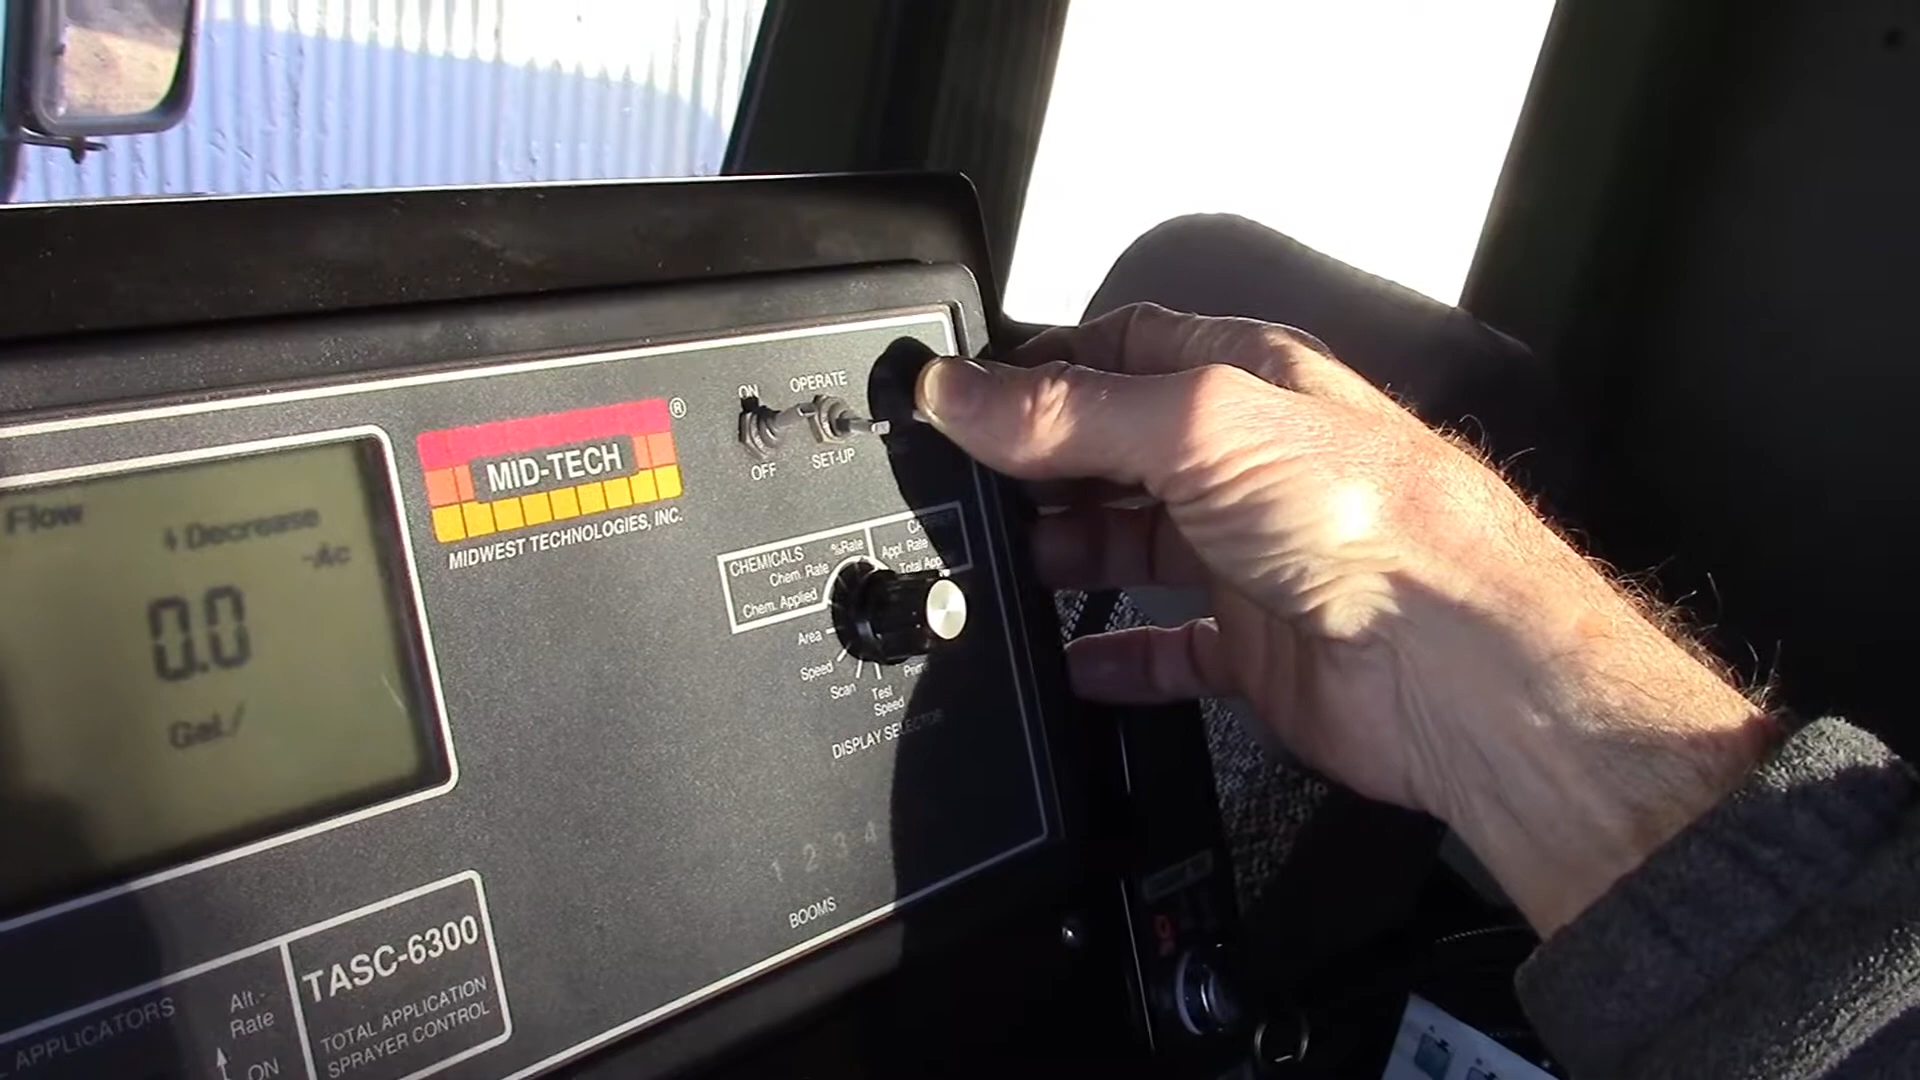 Flow
Decrease
Ac
0.0
Gal./
MID-TECH
®
MIDWEST TECHNOLOGIES, INC.
ON
OFF
OPERATE
SET-UP
CHEMICALS
%Rate
Chem. Rate
Chem. Applied
Appl. Rate
Total
Area
Speed
Scan
Test
Speed
DISPLAY
1 2 3 4
BOOMS
APPLICATORS
Alt.-
Rate
ON
TASC-6300
TOTAL APPLICATION
SPRAYER CONTROL